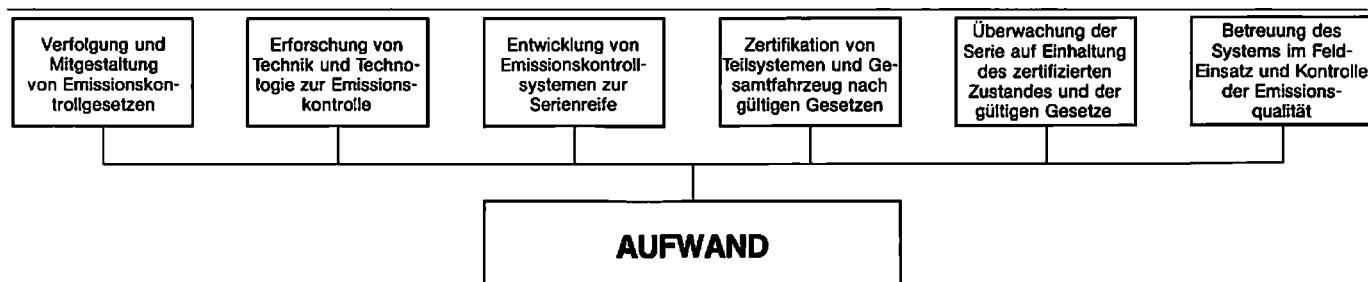 Verfolgung und
Mitgestaltung
von Emissionskon-
trollgesetzen
Erforschung von
Technik und Techno-
logie zur Emissions-
kontrolle
Entwicklung von
Emissionskontroll-
systemen zur
Serienreife
Zertifikation von
Teilsystemen und Ge-
samtfahrzeug nach
gültigen Gesetzen
Überwachung der
Serie auf Einhaltung
des zertifizierten
Zustandes und der
gültigen Gesetze
Betreuung des
Systems im Feld-
Einsatz und Kontrolle
der Emissions-
qualität
AUFWAND